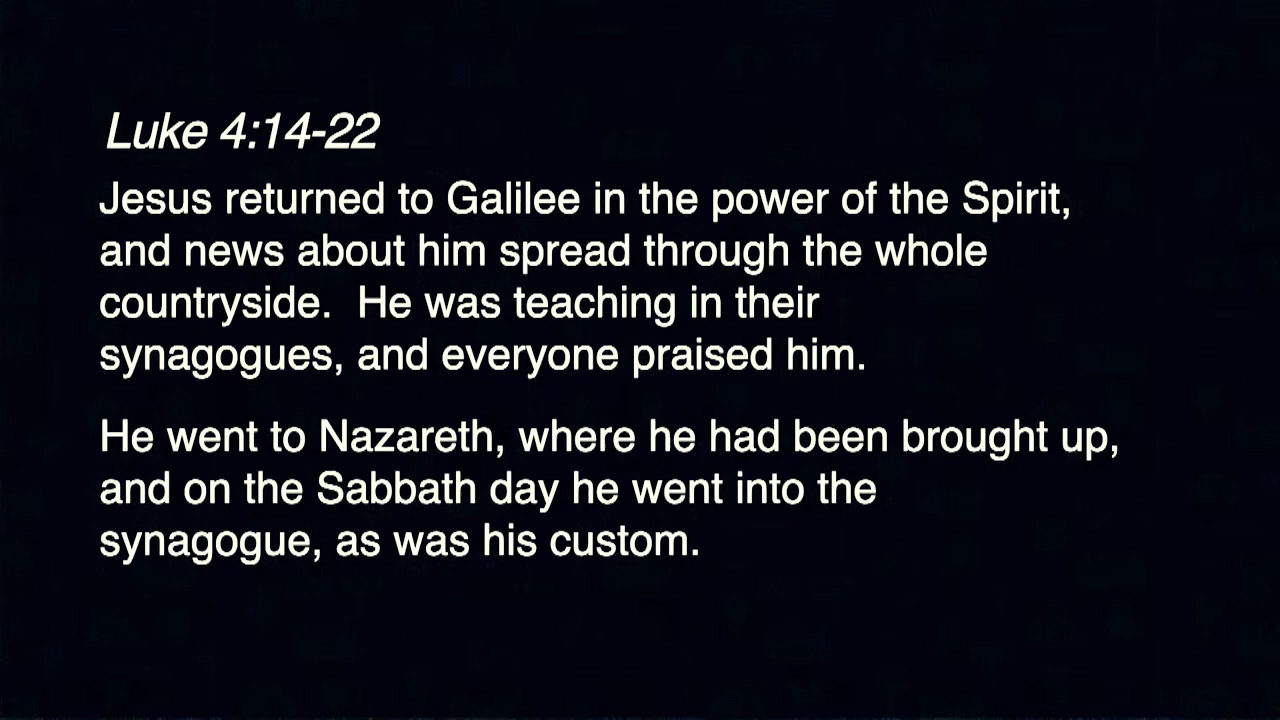 Luke 4:14-22
Jesus returned to Galilee in the power of the Spirit,
and news about him spread through the whole
countryside.  He was teaching in their
synagogues, and everyone praised him.
He went to Nazareth, where he had been brought up,
and on the Sabbath day he went into the
synagogue, as was his custom.